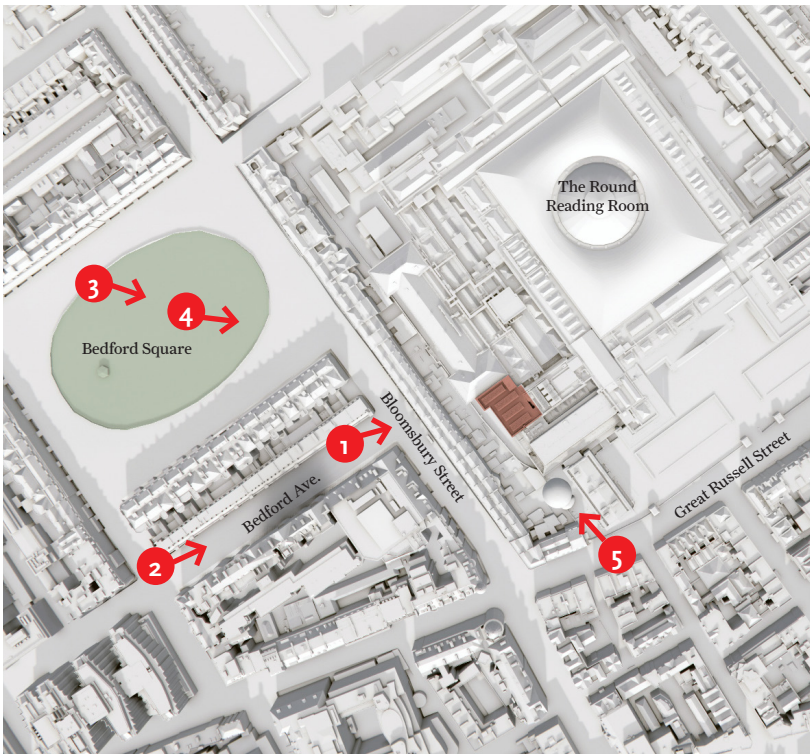 The Round
Reading Room
3
4
Bedford Square
1
Bloomsbury Street
Bedford Ave.
Great Russell Street
2
5